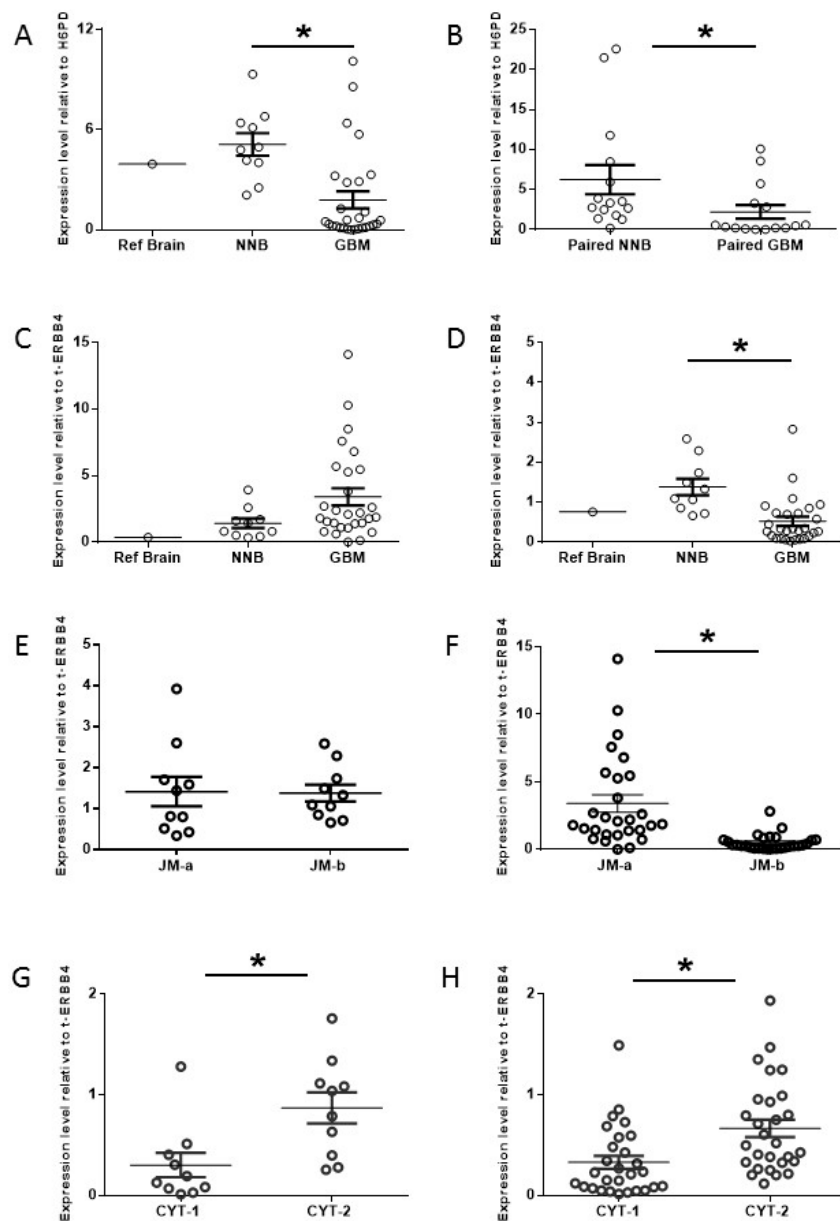 A
Expression level relative to H6PD
12
6
0
*
Ref Brain NNB GBM
B
Expression level relative to H6PD
25
20
15
10
5
0
*
Paired NNB Paired GBM
C
Expression level relative to t-ERBB4
15
10
5
0
Ref Brain NNB GBM
D
Expression level relative to t-ERBB4
5
4
3
2
1
0
*
Ref Brain NNB GBM
E
Expression level relative to t-ERBB4
5
4
3
2
1
0
JM-a JM-b
F
Expression level relative to t-ERBB4
15
10
5
0
*
JM-a JM-b
G
Expression level relative to t-ERBB4
2
1
0
*
CYT-1 CYT-2
H
Expression level relative to t-ERBB4
2
1
0
*
CYT-1 CYT-2